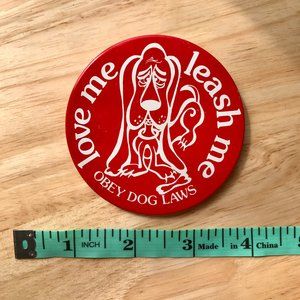 love me
leash me
OBEY DOG LAWS
1 INCH 2 3 Made in 4 China 5